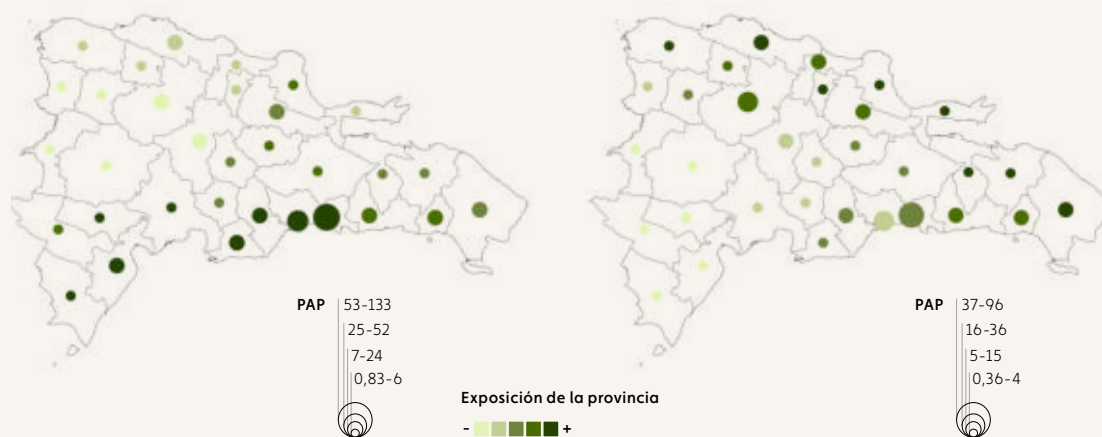 PAP 53-133
25-52
7-24
0,83-6
PAP 37-96
16-36
5-15
0,36-4
Exposición de la provincia
- +